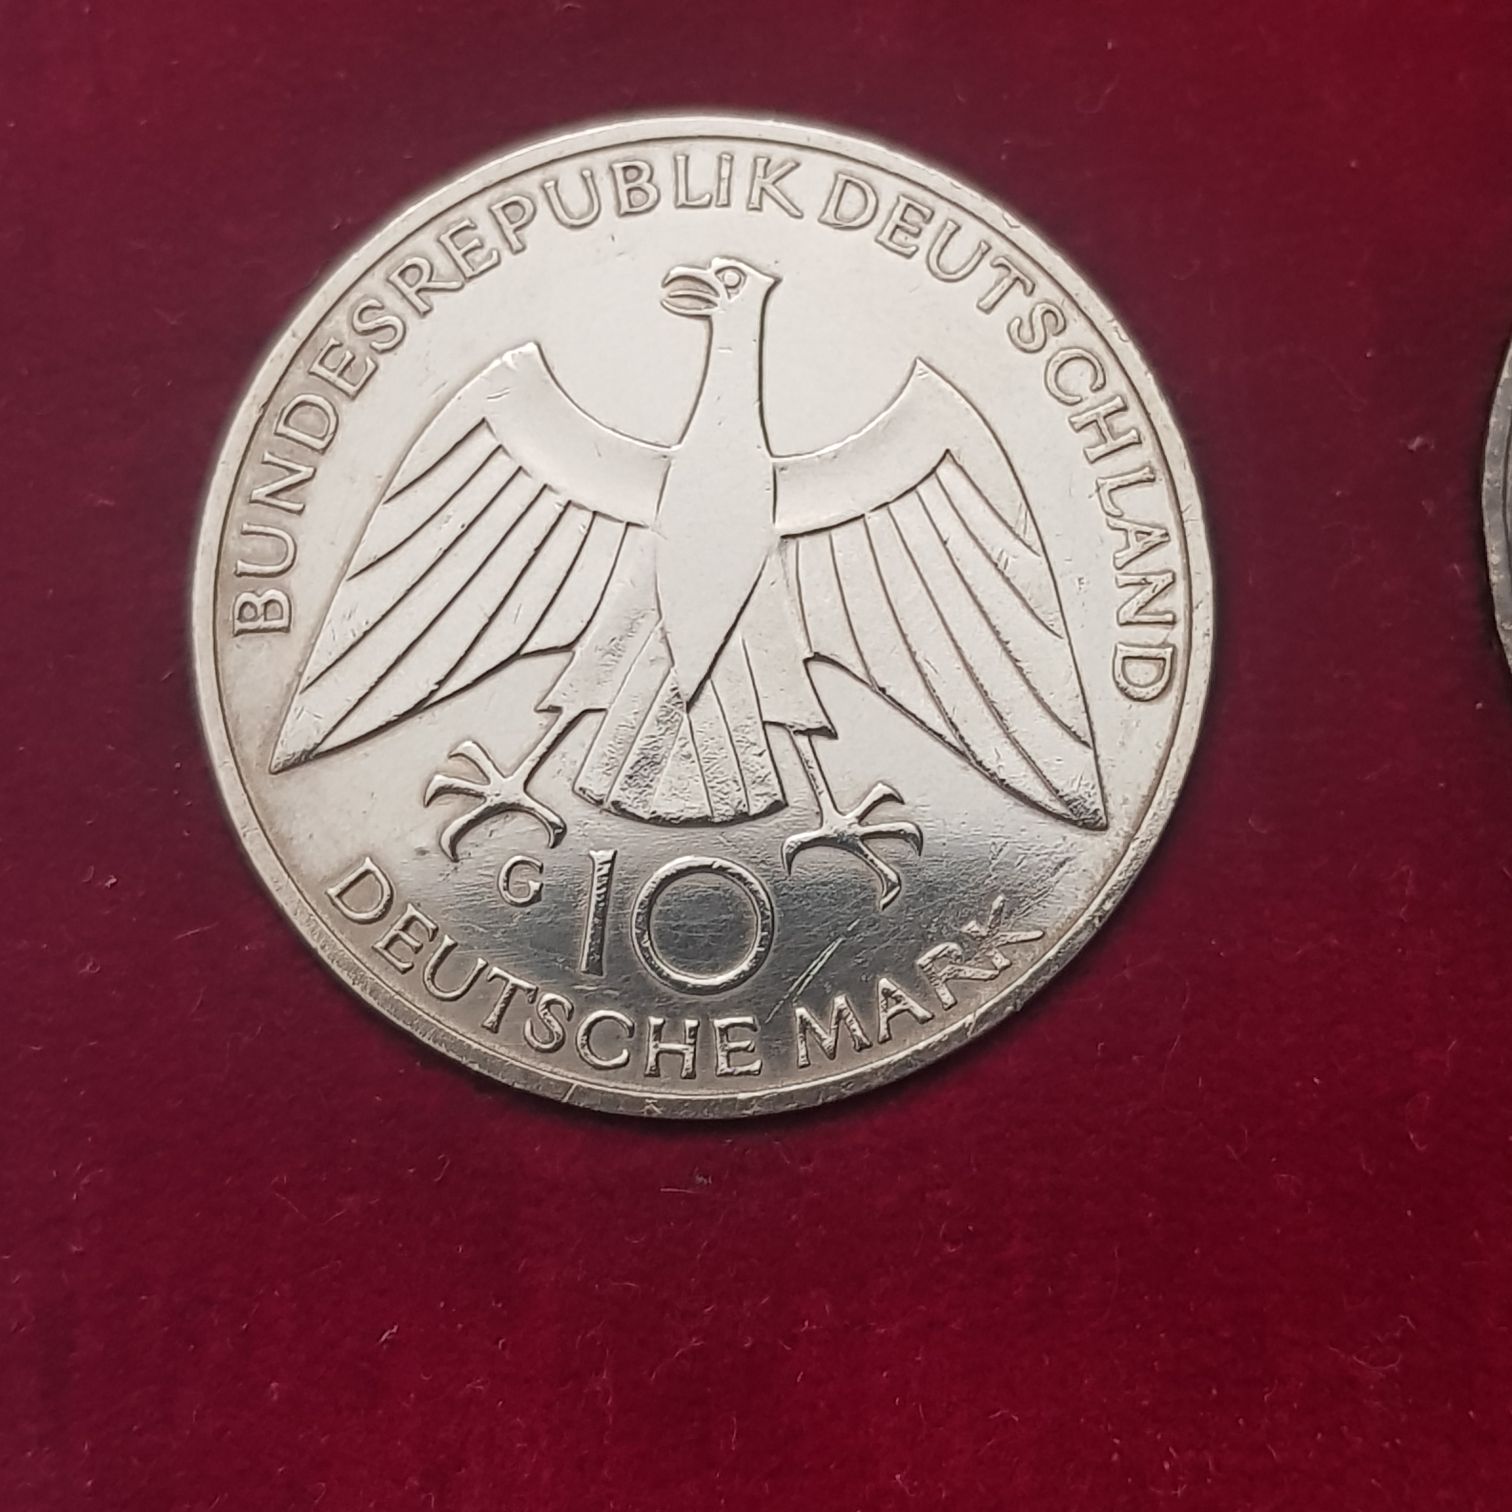 BUNDESREPUBLIK DEUTSCHLAND
G
10
DEUTSCHE MARK